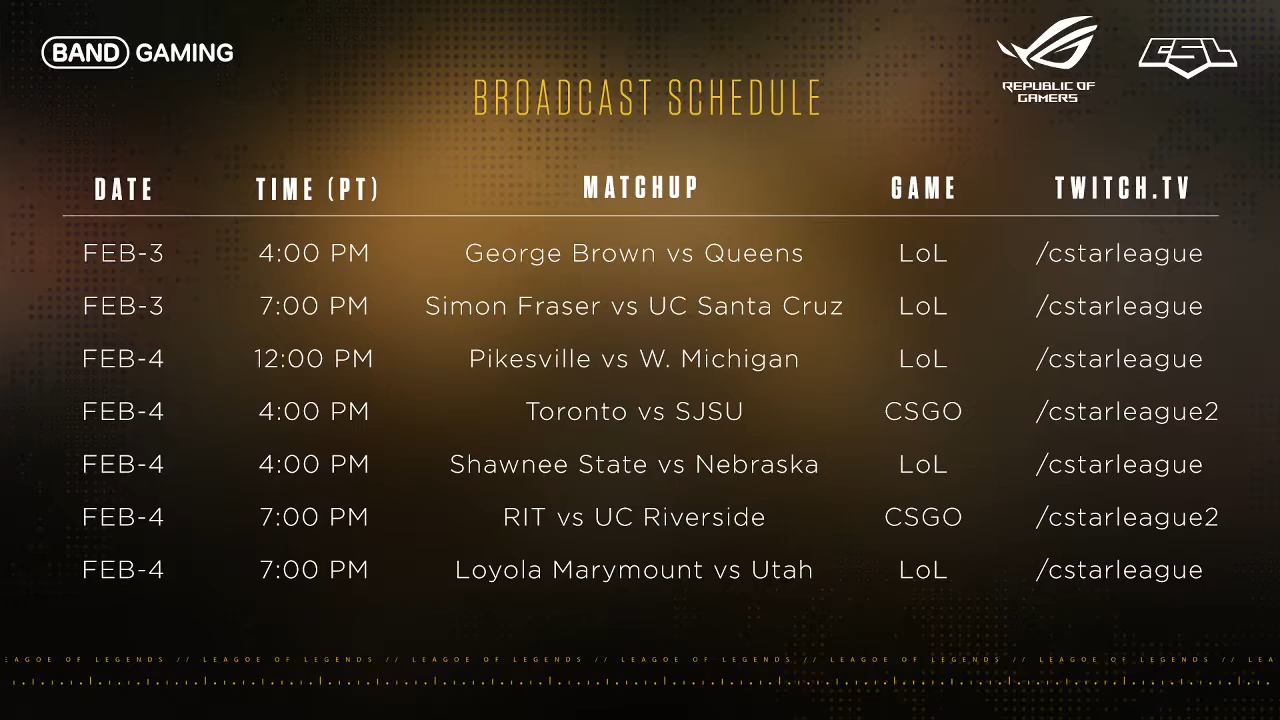 BAND GAMING
REPUBLIC OF
GAMERS
CSL
BROADCAST SCHEDULE
DATE TIME (PT) MATCHUP GAME TWITCH.TV
FEB-3 4:00 PM George Brown vs Queens LoL /cstarleague
FEB-3 7:00 PM Simon Fraser vs UC Santa Cruz LoL /cstarleague
FEB-4 12:00 PM Pikesville vs W. Michigan LoL /cstarleague
FEB-4 4:00 PM Toronto vs SJSU CSGO /cstarleague2
FEB-4 4:00 PM Shawnee State vs Nebraska LoL /cstarleague
FEB-4 7:00 PM RIT vs UC Riverside CSGO /cstarleague2
FEB-4 7:00 PM Loyola Marymount vs Utah LoL /cstarleague
EAGOE OF LEGENDS // LEAGOE OF LEGENDS // LEAGOE OF LEGENDS // LEAGOE OF LEGENDS // LEAGOE OF LEGENDS // LEAGOE OF LEGENDS // LEA